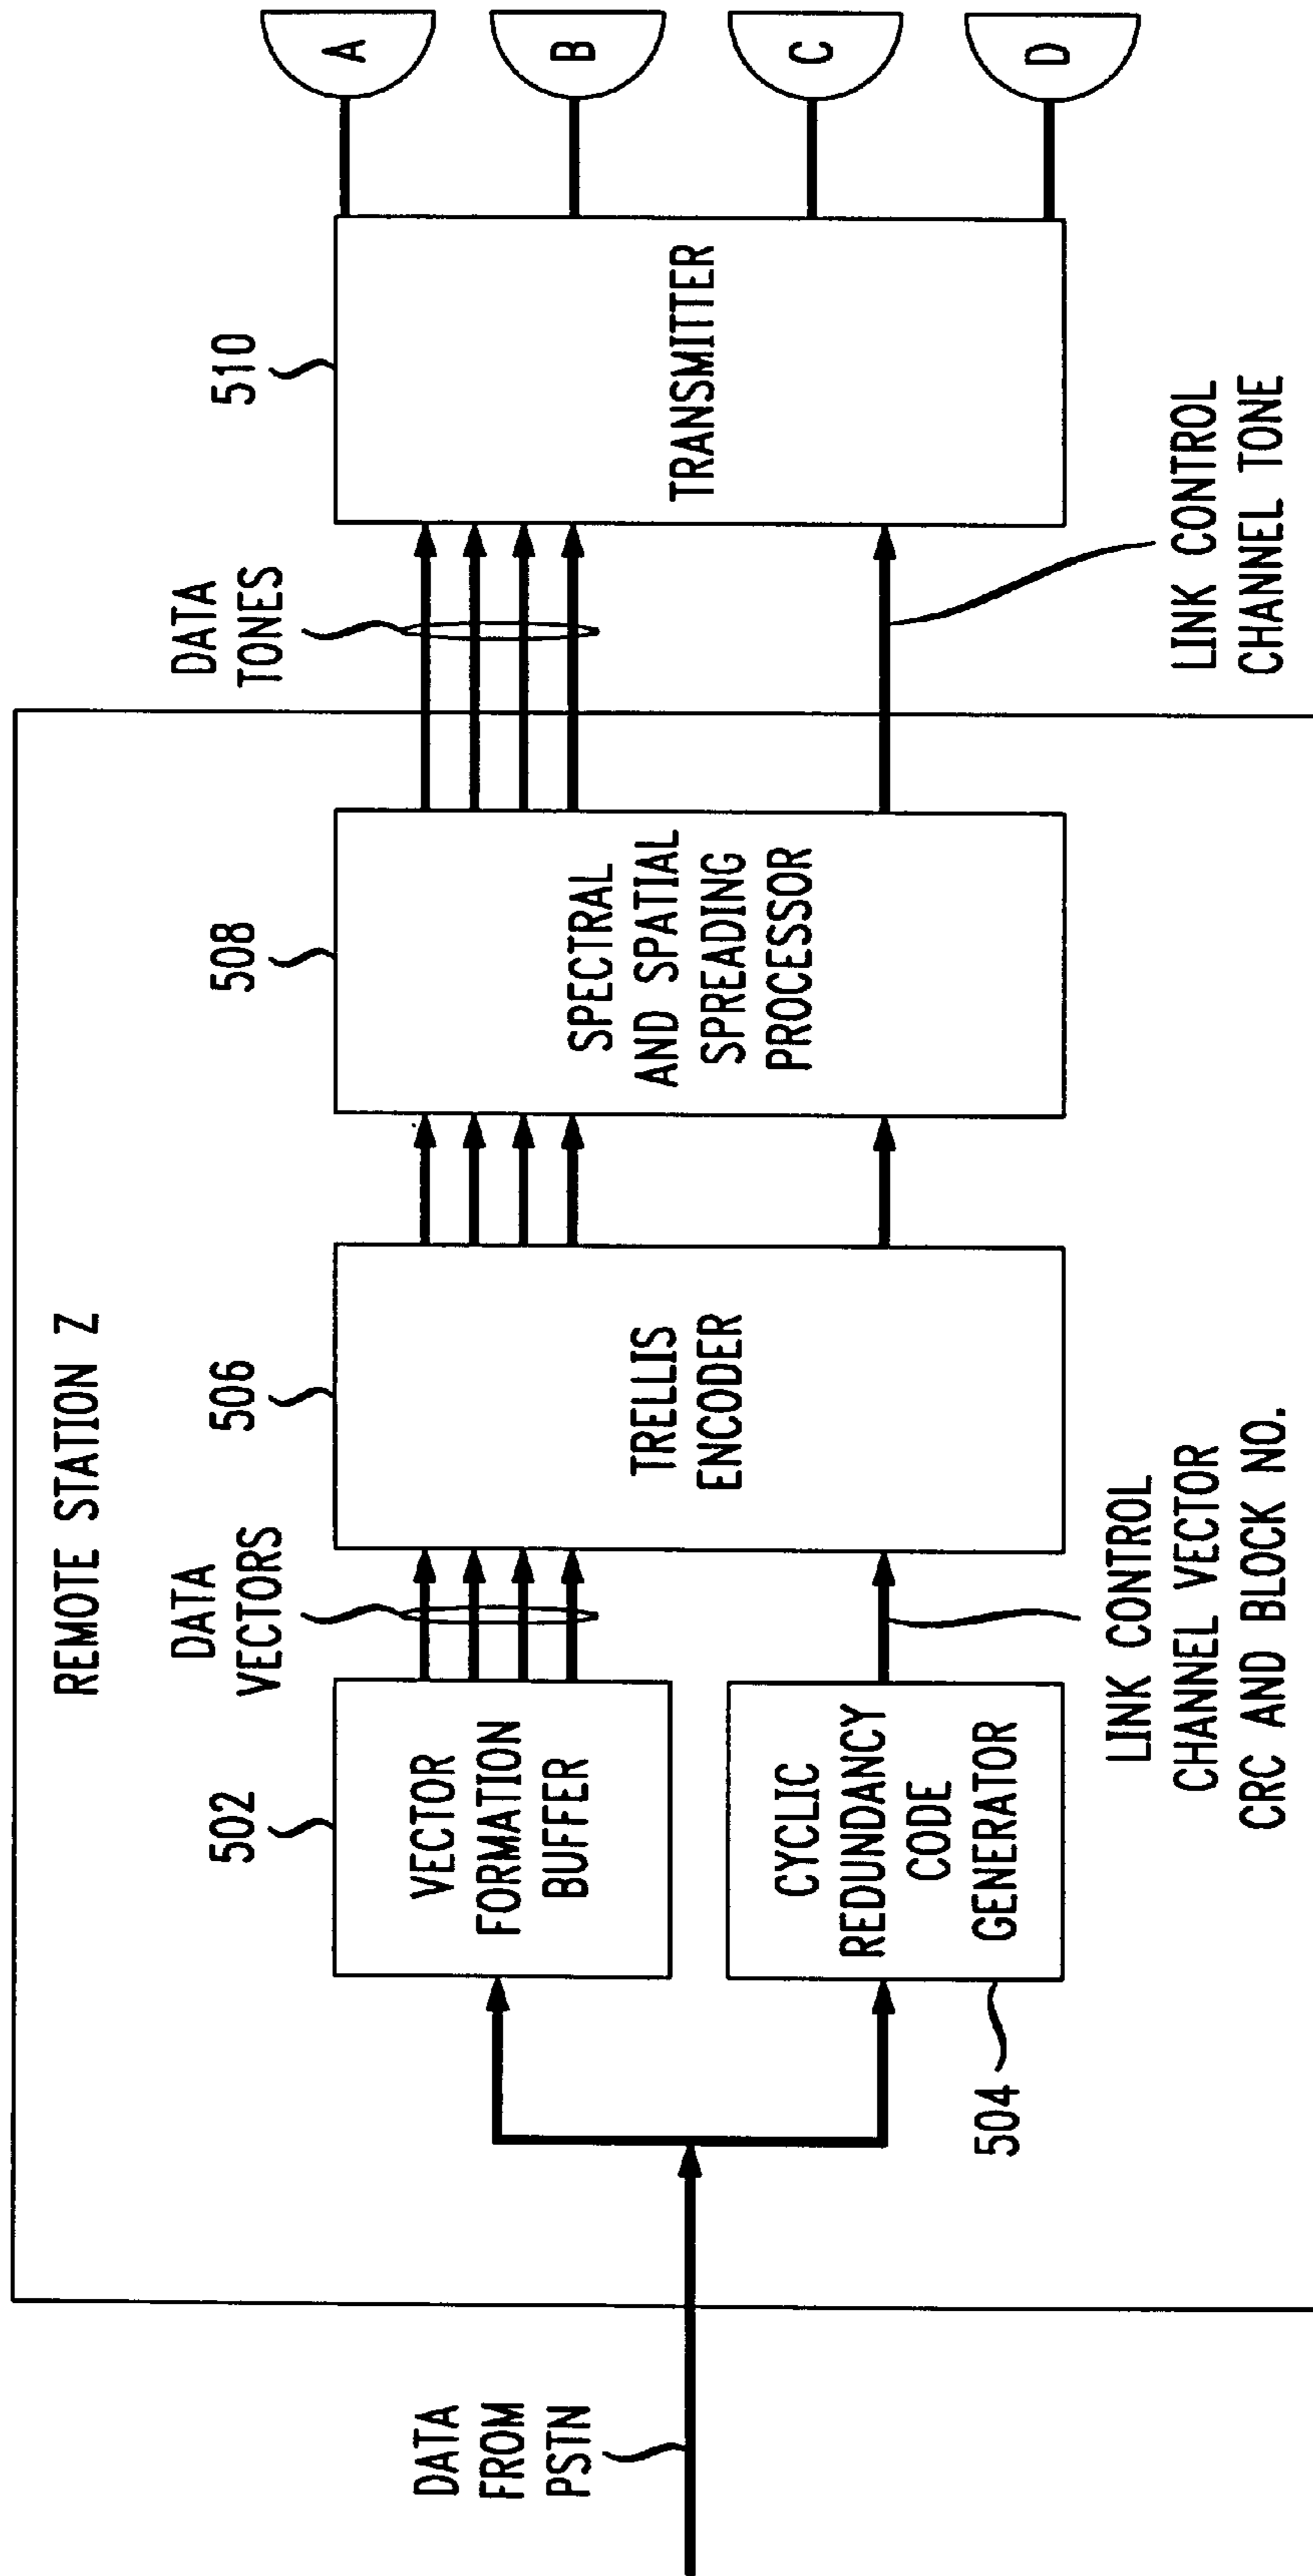 REMOTE STATION Z
DATA
FROM
PSTN
502
VECTOR
FORMATION
BUFFER
504
CYCLIC
REDUNDANCY
CODE
GENERATOR
DATA
VECTORS
LINK CONTROL
CHANNEL VECTOR
CRC AND BLOCK NO.
506
TRELLIS
ENCODER
508
SPECTRAL
AND SPATIAL
SPREADING
PROCESSOR
DATA
TONES
LINK CONTROL
CHANNEL TONE
510
TRANSMITTER
A
B
C
D